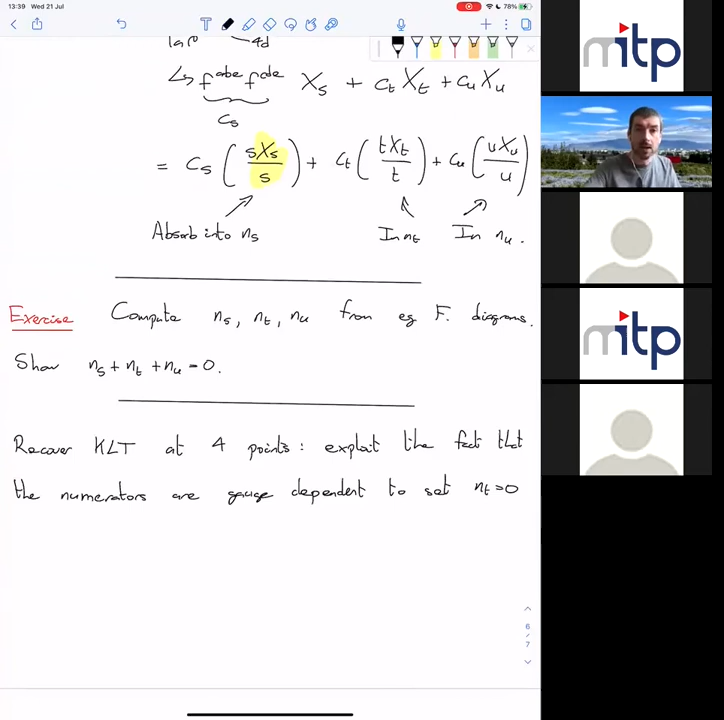 13:39 Wed 21 Jul
78%
4d
↳ f^{abe} f^{cde} X_s + c_t X_t + c_u X_u
c_s
= c_s ( sX_s / s ) + c_t ( tX_t / t ) + c_u ( uX_u / u )
Absorb into n_s In n_t In n_u .
Exercise Compute n_s, n_t, n_u from eg F. diagrams.
Show n_s + n_t + n_u = 0.
Recover KLT at 4 points : exploit the fact that
the numerators are gauge dependent to set n_t = 0
6
/
7
mitp
mitp